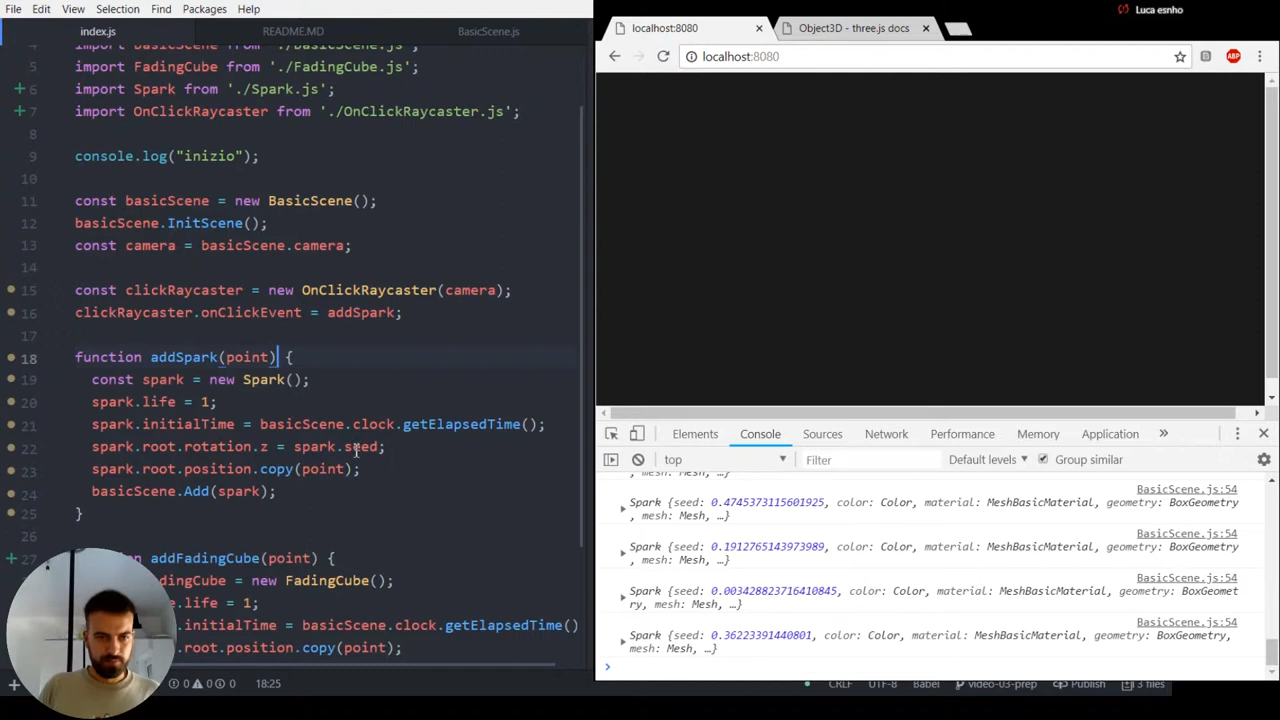 File Edit View Selection Find Packages Help
Luca esnho
index.js README.MD BasicScene.js
localhost:8080 Object3D - three.js docs
localhost:8080
4 import BasicScene from './BasicScene.js';
5 import FadingCube from './FadingCube.js';
6 import Spark from './Spark.js';
7 import OnClickRaycaster from './OnClickRaycaster.js';
8
9 console.log("inizio");
10
11 const basicScene = new BasicScene();
12 basicScene.InitScene();
13 const camera = basicScene.camera;
14
15 const clickRaycaster = new OnClickRaycaster(camera);
16 clickRaycaster.onClickEvent = addSpark;
17
18 function addSpark(point) {
19 const spark = new Spark();
20 spark.life = 1;
21 spark.initialTime = basicScene.clock.getElapsedTime();
22 spark.root.rotation.z = spark.seed;
23 spark.root.position.copy(point);
24 basicScene.Add(spark);
25 }
26
27 addFadingCube(point) {
= new FadingCube();
= 1;
.initialTime = basicScene.clock.getElapsedTime()
.root.position.copy(point);
0 0 0 18:25
Elements Console Sources Network Performance Memory Application
top Filter Default levels Group similar
BasicScene.js:54
Spark {seed: 0.4745373115601925, color: Color, material: MeshBasicMaterial, geometry: BoxGeometry
, mesh: Mesh, …}
BasicScene.js:54
Spark {seed: 0.1912765143973989, color: Color, material: MeshBasicMaterial, geometry: BoxGeometry
, mesh: Mesh, …}
BasicScene.js:54
Spark {seed: 0.003428823716410845, color: Color, material: MeshBasicMaterial, geometry: BoxGeomet
ry, mesh: Mesh, …}
BasicScene.js:54
Spark {seed: 0.36223391440801, color: Color, material: MeshBasicMaterial, geometry: BoxGeometry,
mesh: Mesh, …}
CRLF UTF-8 Babel video-03-prep Publish 3 files